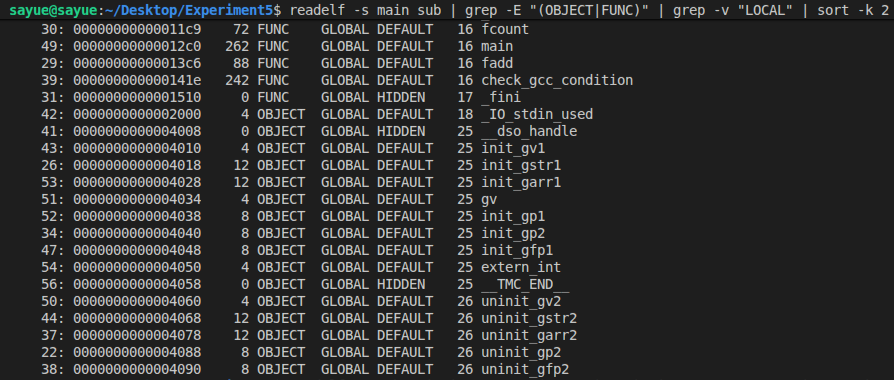 sayue@sayue:~/Desktop/Experiment5$ readelf -s main sub | grep -E "(OBJECT|FUNC)" | grep -v "LOCAL" | sort -k 2
30: 00000000000011c9    72 FUNC    GLOBAL DEFAULT   16 fcount
49: 00000000000012c0   262 FUNC    GLOBAL DEFAULT   16 main
29: 00000000000013c6    88 FUNC    GLOBAL DEFAULT   16 fadd
39: 000000000000141e   242 FUNC    GLOBAL DEFAULT   16 check_gcc_condition
31: 0000000000001510     0 FUNC    GLOBAL HIDDEN    17 _fini
42: 0000000000002000     4 OBJECT  GLOBAL DEFAULT   18 _IO_stdin_used
41: 0000000000004008     0 OBJECT  GLOBAL HIDDEN    25 __dso_handle
43: 0000000000004010     4 OBJECT  GLOBAL DEFAULT   25 init_gv1
26: 0000000000004018    12 OBJECT  GLOBAL DEFAULT   25 init_gstr1
53: 0000000000004028    12 OBJECT  GLOBAL DEFAULT   25 init_garr1
51: 0000000000004034     4 OBJECT  GLOBAL DEFAULT   25 gv
52: 0000000000004038     8 OBJECT  GLOBAL DEFAULT   25 init_gp1
34: 0000000000004040     8 OBJECT  GLOBAL DEFAULT   25 init_gp2
47: 0000000000004048     8 OBJECT  GLOBAL DEFAULT   25 init_gfp1
54: 0000000000004050     4 OBJECT  GLOBAL DEFAULT   25 extern_int
56: 0000000000004058     0 OBJECT  GLOBAL HIDDEN    25 __TMC_END__
50: 0000000000004060     4 OBJECT  GLOBAL DEFAULT   26 uninit_gv2
44: 0000000000004068    12 OBJECT  GLOBAL DEFAULT   26 uninit_gstr2
37: 0000000000004078    12 OBJECT  GLOBAL DEFAULT   26 uninit_garr2
22: 0000000000004088     8 OBJECT  GLOBAL DEFAULT   26 uninit_gp2
38: 0000000000004090     8 OBJECT  GLOBAL DEFAULT   26 uninit_gfp2